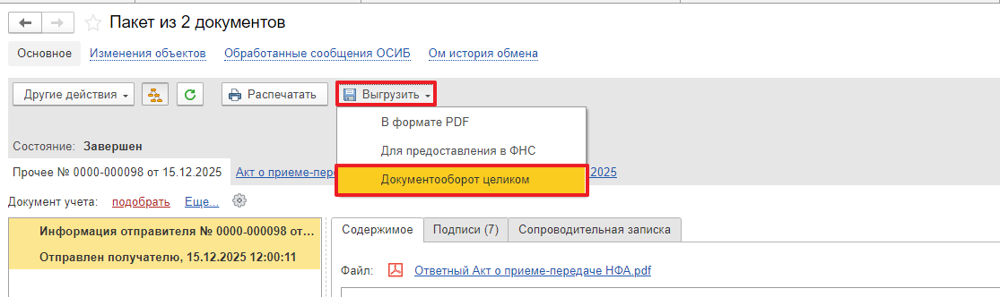 Пакет из 2 документов
Основное Изменения объектов Обработанные сообщения ОСИБ Ом история обмена
Другие действия Распечатать Выгрузить
В формате PDF
Для предоставления в ФНС
Документооборот целиком
Состояние: Завершен
Прочее № 0000-000098 от 15.12.2025 Акт о приеме-пере 2025
Документ учета: подобрать Еще...
Информация отправителя № 0000-000098 от...
Отправлен получателю, 15.12.2025 12:00:11
Содержимое Подписи (7) Сопроводительная записка
Файл: Ответный Акт о приеме-передаче НФА.pdf